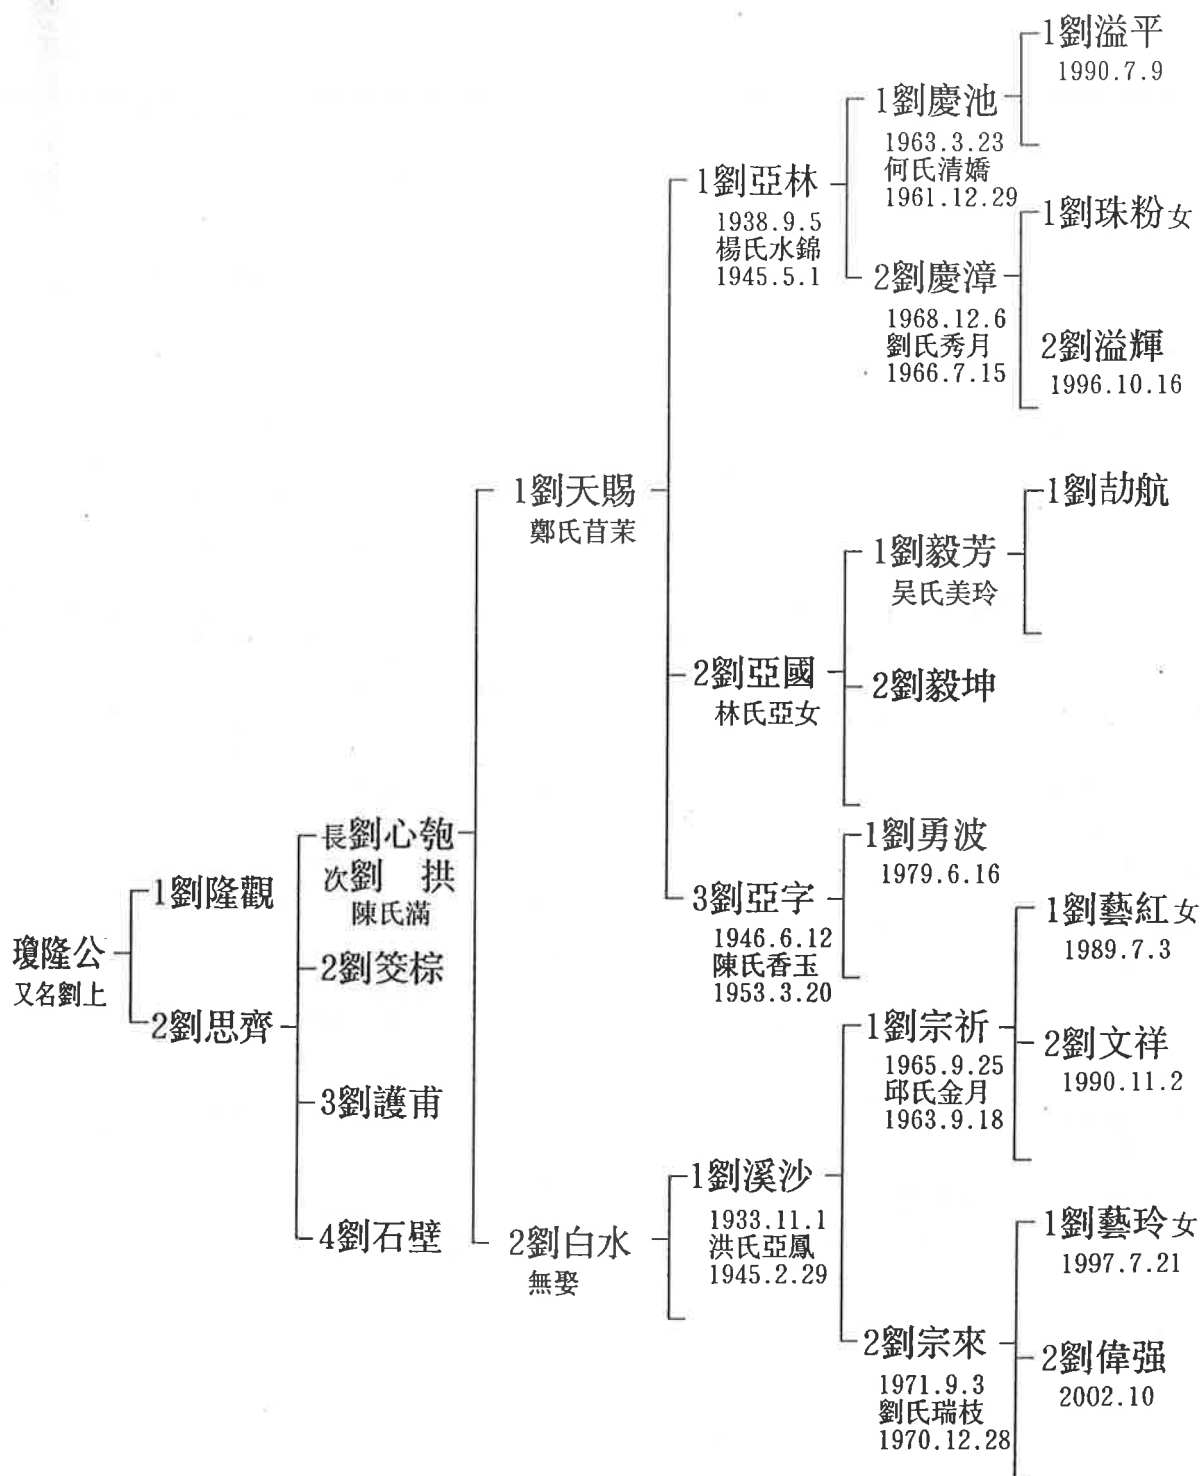 瓊隆公
又名劉上
1劉隆觀
2劉思齊
長劉心匏
次劉　拱
陳氏滿
2劉筊棕
3劉護甫
4劉石壁
1劉天賜
鄭氏苜茉
2劉白水
無娶
1劉亞林
1938.9.5
楊氏水錦
1945.5.1
2劉亞國
林氏亞女
3劉亞字
1946.6.12
陳氏香玉
1953.3.20
1劉溪沙
1933.11.1
洪氏亞鳳
1945.2.29
1劉慶池
1963.3.23
何氏清嬌
1961.12.29
2劉慶漳
1968.12.6
劉氏秀月
1966.7.15
1劉毅芳
吴氏美玲
2劉毅坤
1劉勇波
1979.6.16
1劉宗祈
1965.9.25
邱氏金月
1963.9.18
2劉宗來
1971.9.3
劉氏瑞枝
1970.12.28
1劉溢平
1990.7.9
1劉珠粉女
2劉溢輝
1996.10.16
1劉劼航
1劉藝紅女
1989.7.3
2劉文祥
1990.11.2
1劉藝玲女
1997.7.21
2劉偉强
2002.10